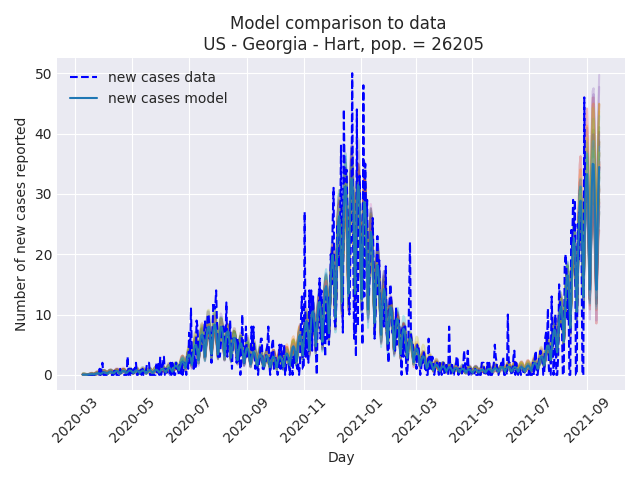 Model comparison to data
US - Georgia - Hart, pop. = 26205
new cases data
new cases model
Number of new cases reported
50
40
30
20
10
0
2020-03
2020-05
2020-07
2020-09
2020-11
2021-01
2021-03
2021-05
2021-07
2021-09
Day